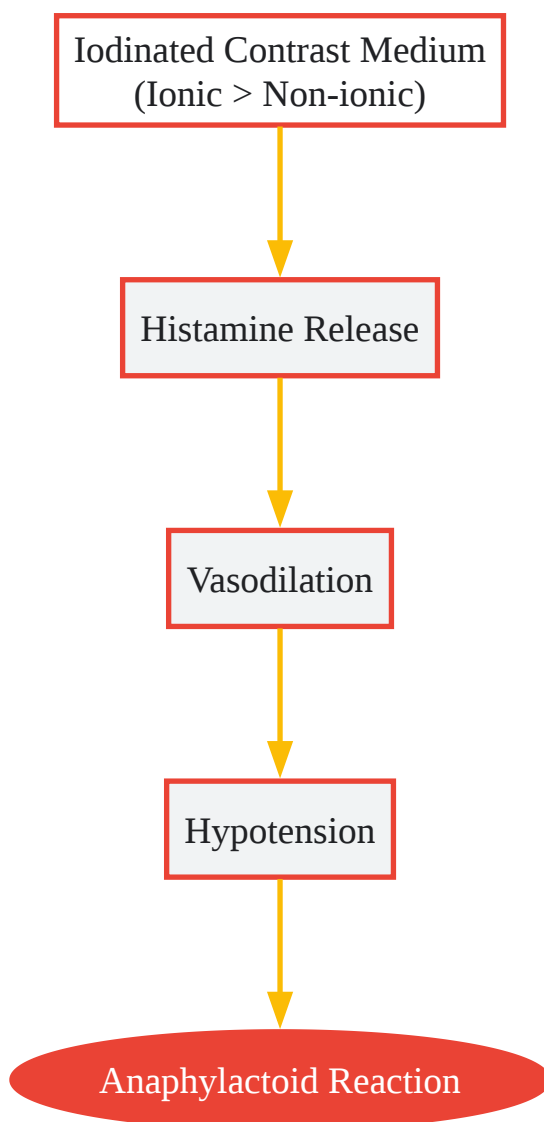 Iodinated Contrast Medium
(Ionic > Non-ionic)
Histamine Release
Vasodilation
Hypotension
Anaphylactoid Reaction